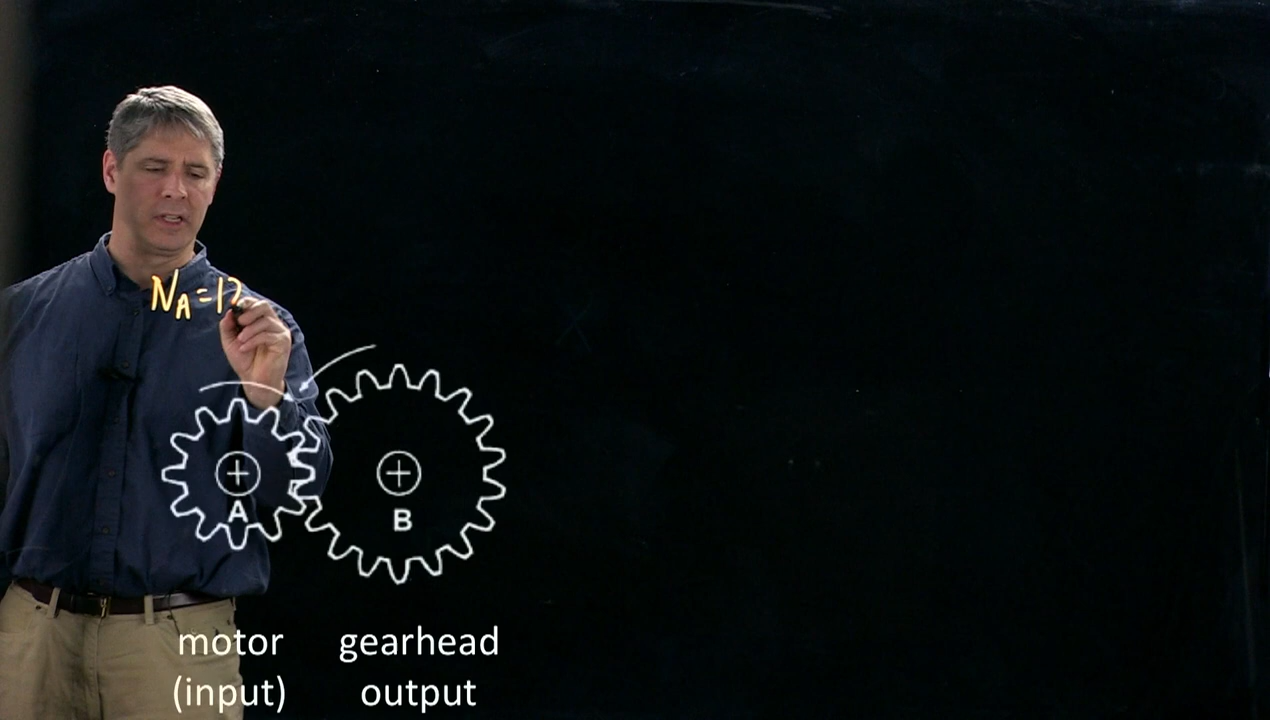 N_A = 12
A
B
motor gearhead
(input) output